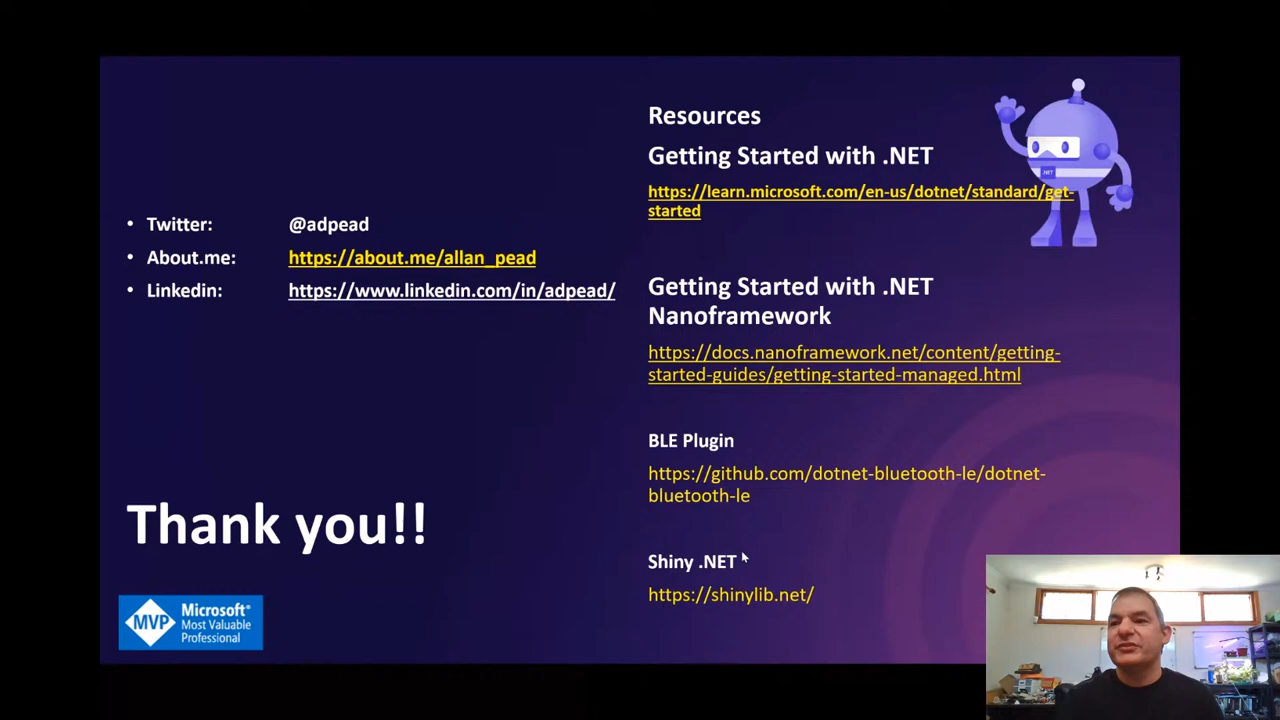 • Twitter: @adpead
• About.me: https://about.me/allan_pead
• Linkedin: https://www.linkedin.com/in/adpead/
Thank you!!
MVP
Microsoft®
Most Valuable
Professional
Resources
Getting Started with .NET
https://learn.microsoft.com/en-us/dotnet/standard/get-
started
.NET
Getting Started with .NET
Nanoframework
https://docs.nanoframework.net/content/getting-
started-guides/getting-started-managed.html
BLE Plugin
https://github.com/dotnet-bluetooth-le/dotnet-
bluetooth-le
Shiny .NET
https://shinylib.net/